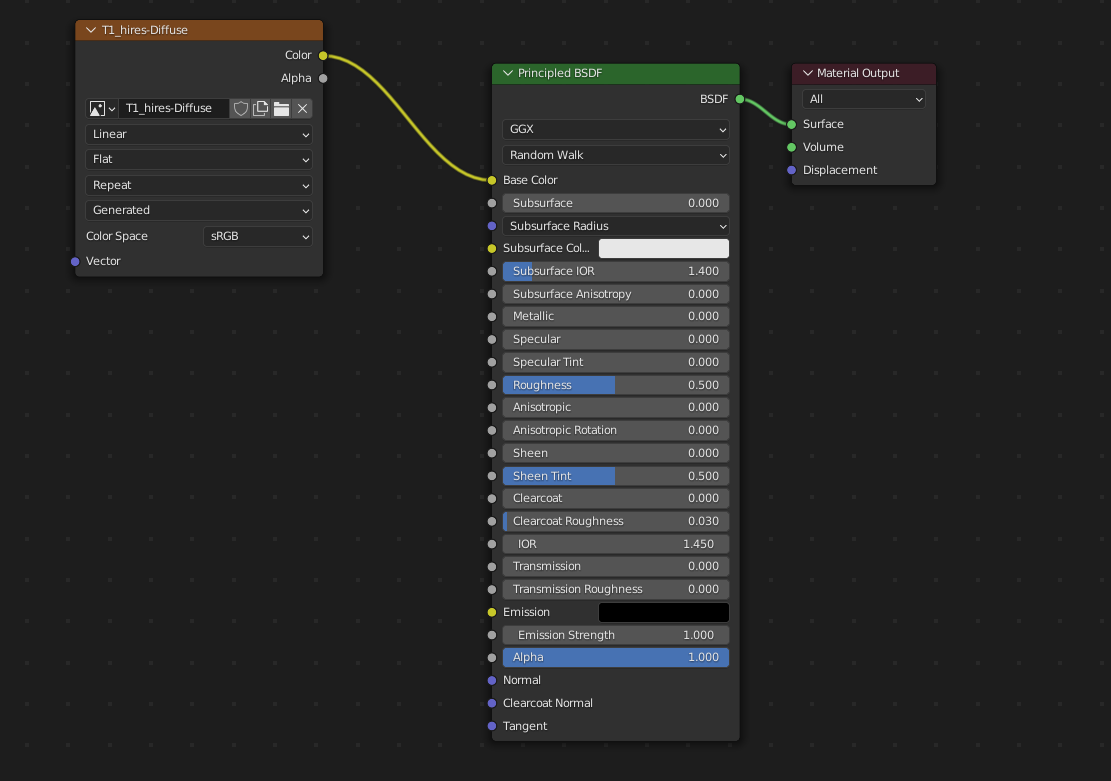 T1_hires-Diffuse
Color
Alpha
T1_hires-Diffuse
Linear
Flat
Repeat
Generated
Color Space sRGB
Vector
Principled BSDF
BSDF
GGX
Random Walk
Base Color
Subsurface 0.000
Subsurface Radius
Subsurface Col...
Subsurface IOR 1.400
Subsurface Anisotropy 0.000
Metallic 0.000
Specular 0.000
Specular Tint 0.000
Roughness 0.500
Anisotropic 0.000
Anisotropic Rotation 0.000
Sheen 0.000
Sheen Tint 0.500
Clearcoat 0.000
Clearcoat Roughness 0.030
IOR 1.450
Transmission 0.000
Transmission Roughness 0.000
Emission
Emission Strength 1.000
Alpha 1.000
Normal
Clearcoat Normal
Tangent
Material Output
All
Surface
Volume
Displacement